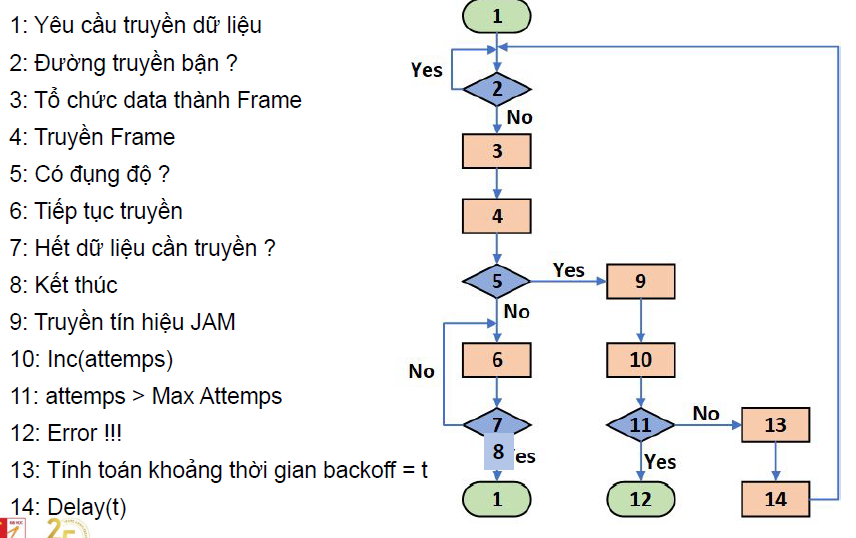 1: Yêu cầu truyền dữ liệu
2: Đường truyền bận ?
3: Tổ chức data thành Frame
4: Truyền Frame
5: Có đụng độ ?
6: Tiếp tục truyền
7: Hết dữ liệu cần truyền ?
8: Kết thúc
9: Truyền tín hiệu JAM
10: Inc(attemps)
11: attemps > Max Attemps
12: Error !!!
13: Tính toán khoảng thời gian backoff = t
14: Delay(t)
1
Yes
2
No
3
4
5
Yes
9
No
6
10
No
7
11
No
13
8
Yes
1
12
14